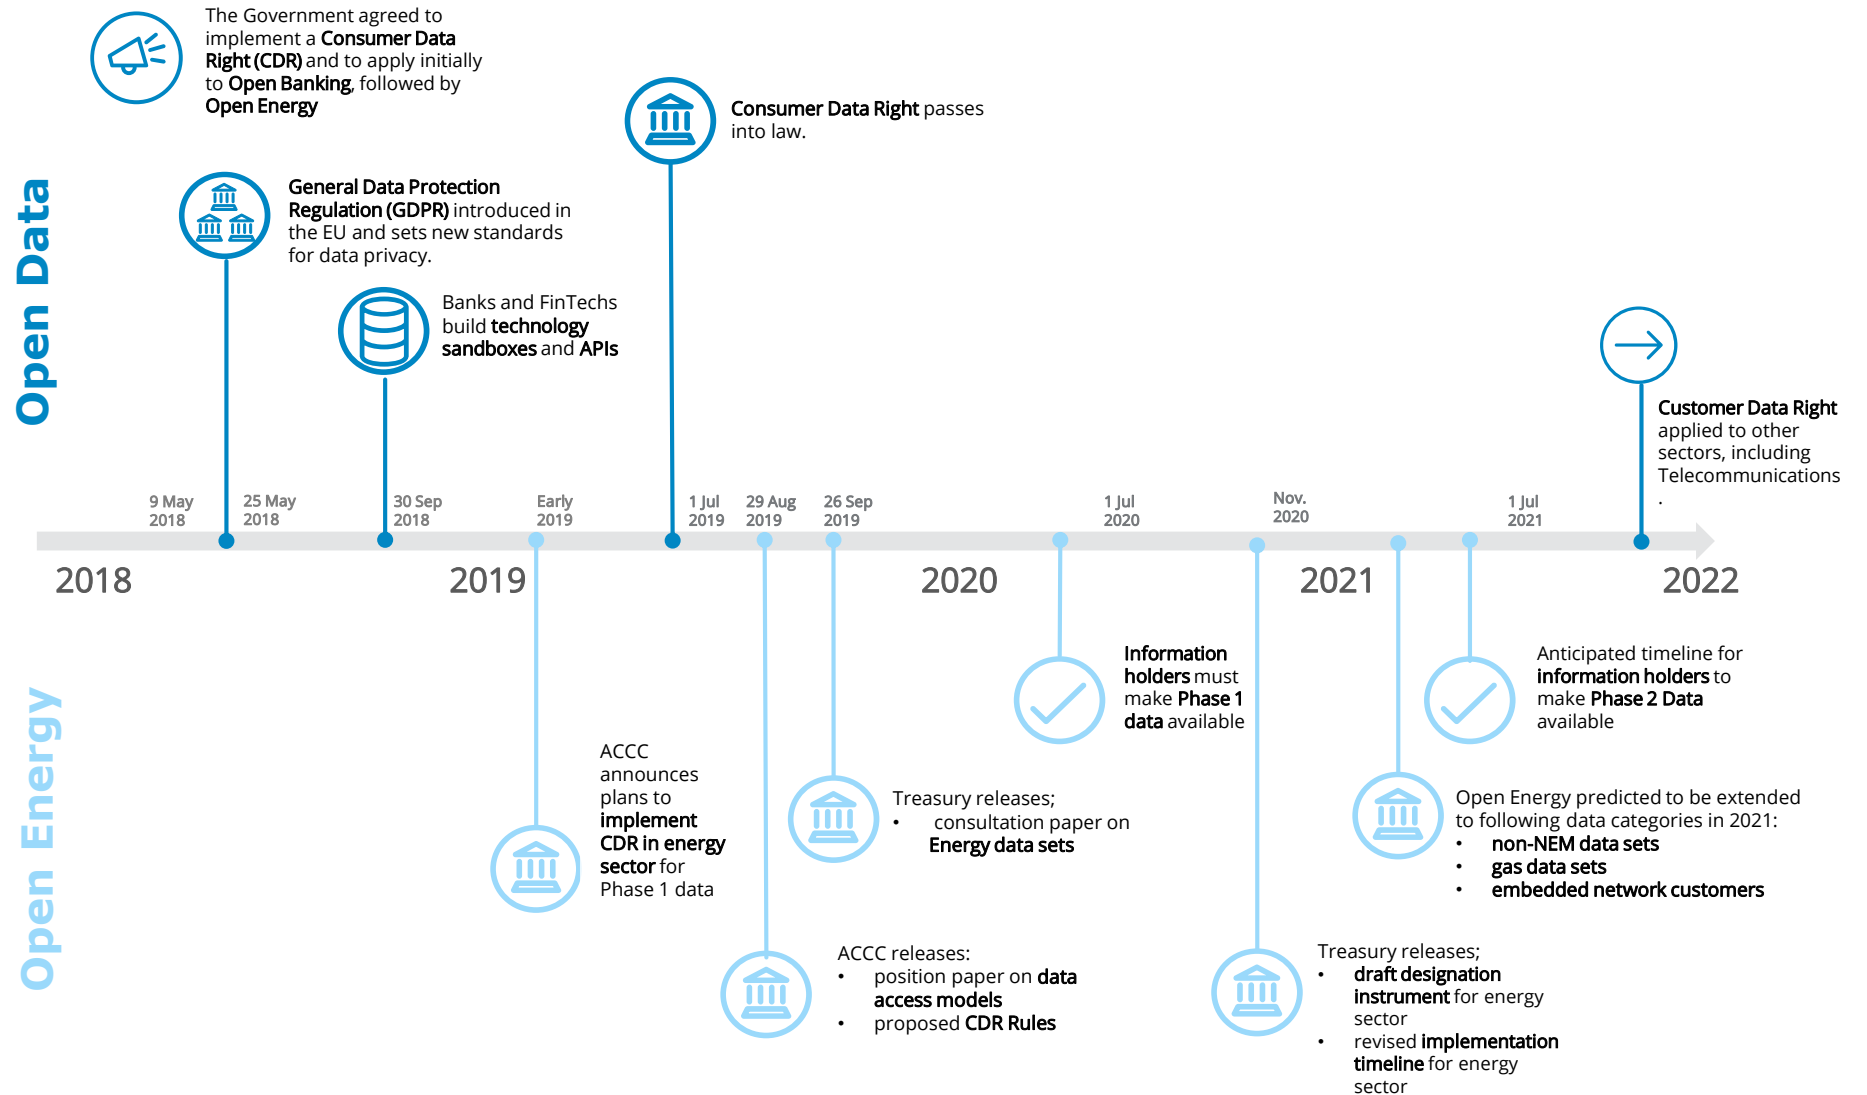 The Government agreed to
implement a Consumer Data
Right (CDR) and to apply initially
to Open Banking, followed by
Open Energy
Consumer Data Right passes
into law.
General Data Protection
Regulation (GDPR) introduced in
the EU and sets new standards
for data privacy.
Banks and FinTechs
build technology
sandboxes and APIs
Customer Data Right
applied to other
sectors, including
Telecommunications
.
Open Data
9 May
2018
25 May
2018
30 Sep
2018
Early
2019
1 Jul
2019
29 Aug
2019
26 Sep
2019
1 Jul
2020
Nov.
2020
1 Jul
2021
2018
2019
2020
2021
2022
Open Energy
ACCC
announces
plans to
implement
CDR in energy
sector for
Phase 1 data
ACCC releases:
• position paper on data
access models
• proposed CDR Rules
Treasury releases;
• consultation paper on
Energy data sets
Information
holders must
make Phase 1
data available
Treasury releases;
• draft designation
instrument for energy
sector
• revised implementation
timeline for energy
sector
Open Energy predicted to be extended
to following data categories in 2021:
• non-NEM data sets
• gas data sets
• embedded network customers
Anticipated timeline for
information holders to
make Phase 2 Data
available